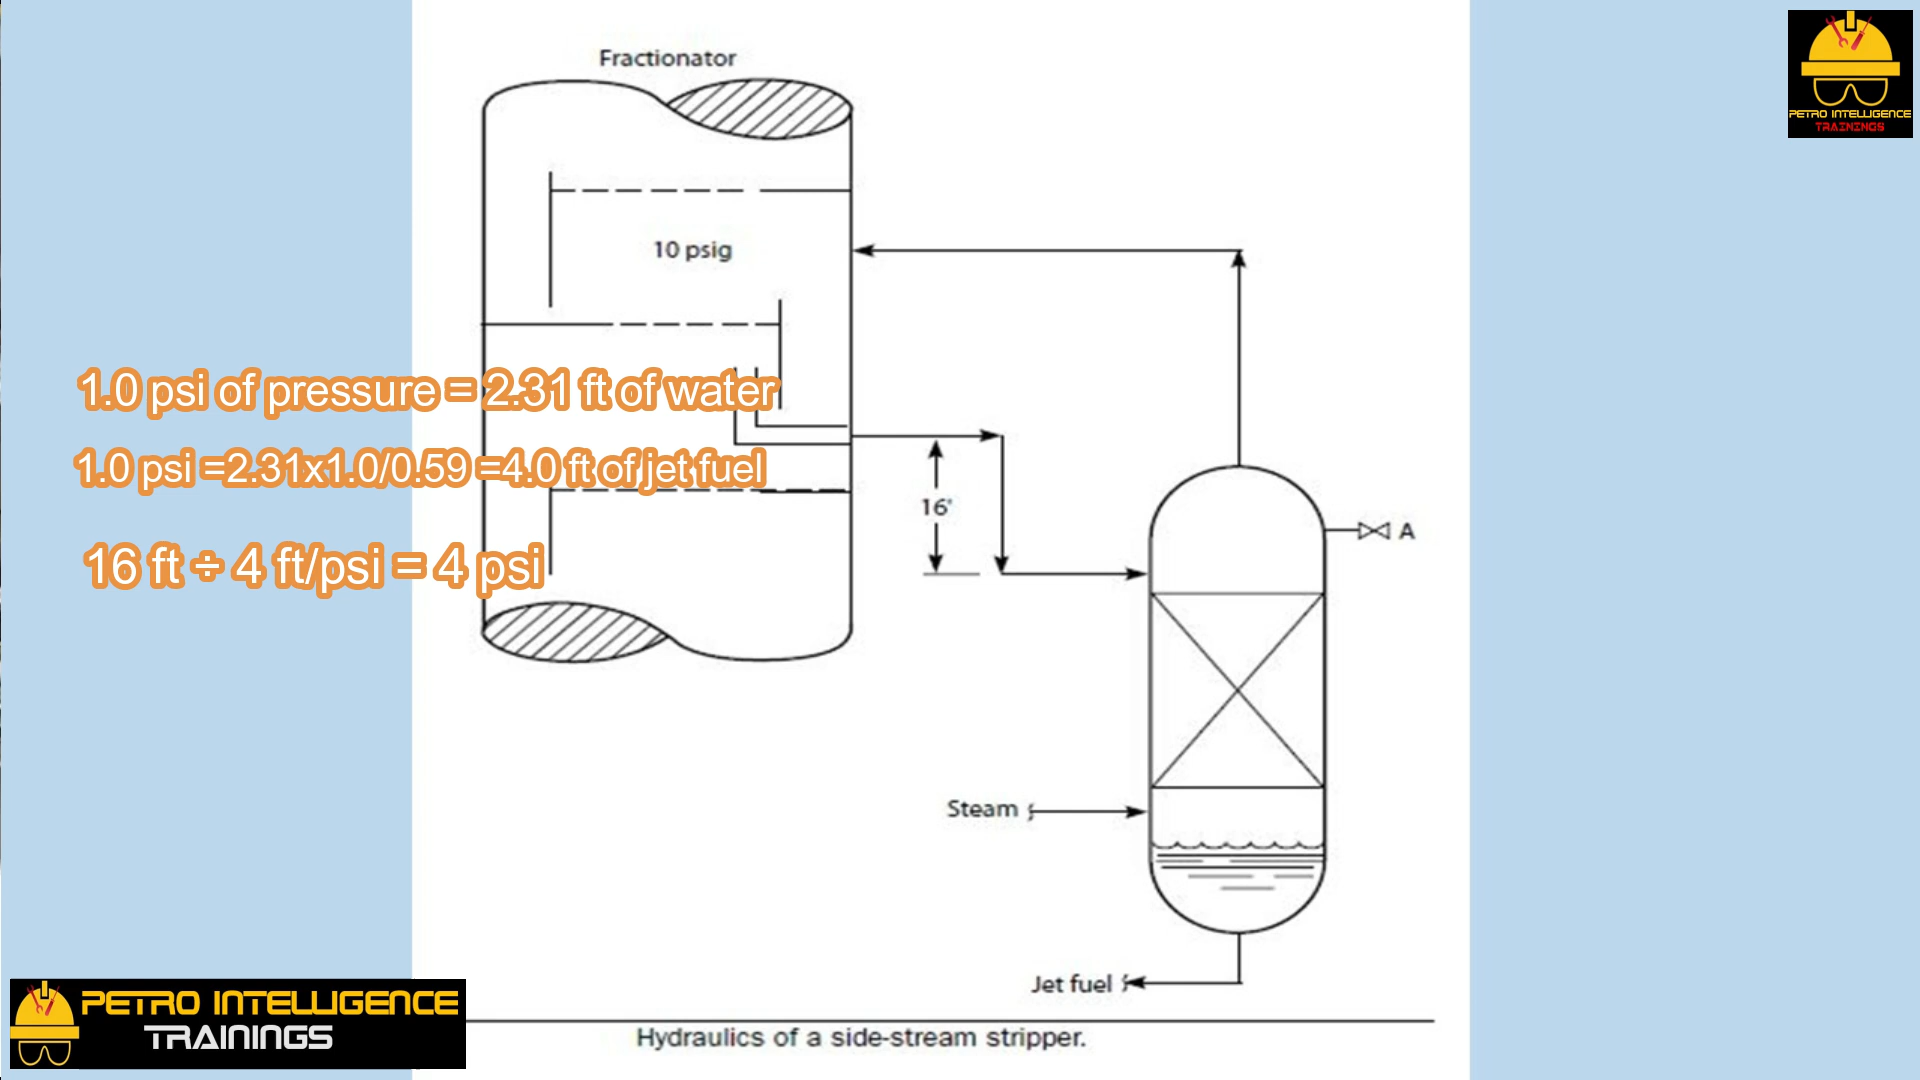 Fractionator
PETRO INTELLIGENCE
TRAININGS
10 psig
1.0 psi of pressure = 2.31 ft of water
1.0 psi =2.31x1.0/0.59 =4.0 ft of jet fuel
16'
A
16 ft ÷ 4 ft/psi = 4 psi
Steam
Jet fuel
PETRO INTELLIGENCE
TRAININGS
Hydraulics of a side-stream stripper.